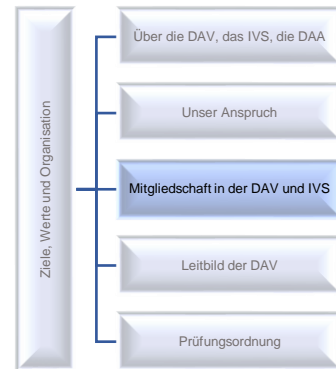 Ziele, Werte und Organisation
Über die DAV, das IVS, die DAA
Unser Anspruch
Mitgliedschaft in der DAV und IVS
Leitbild der DAV
Prüfungsordnung